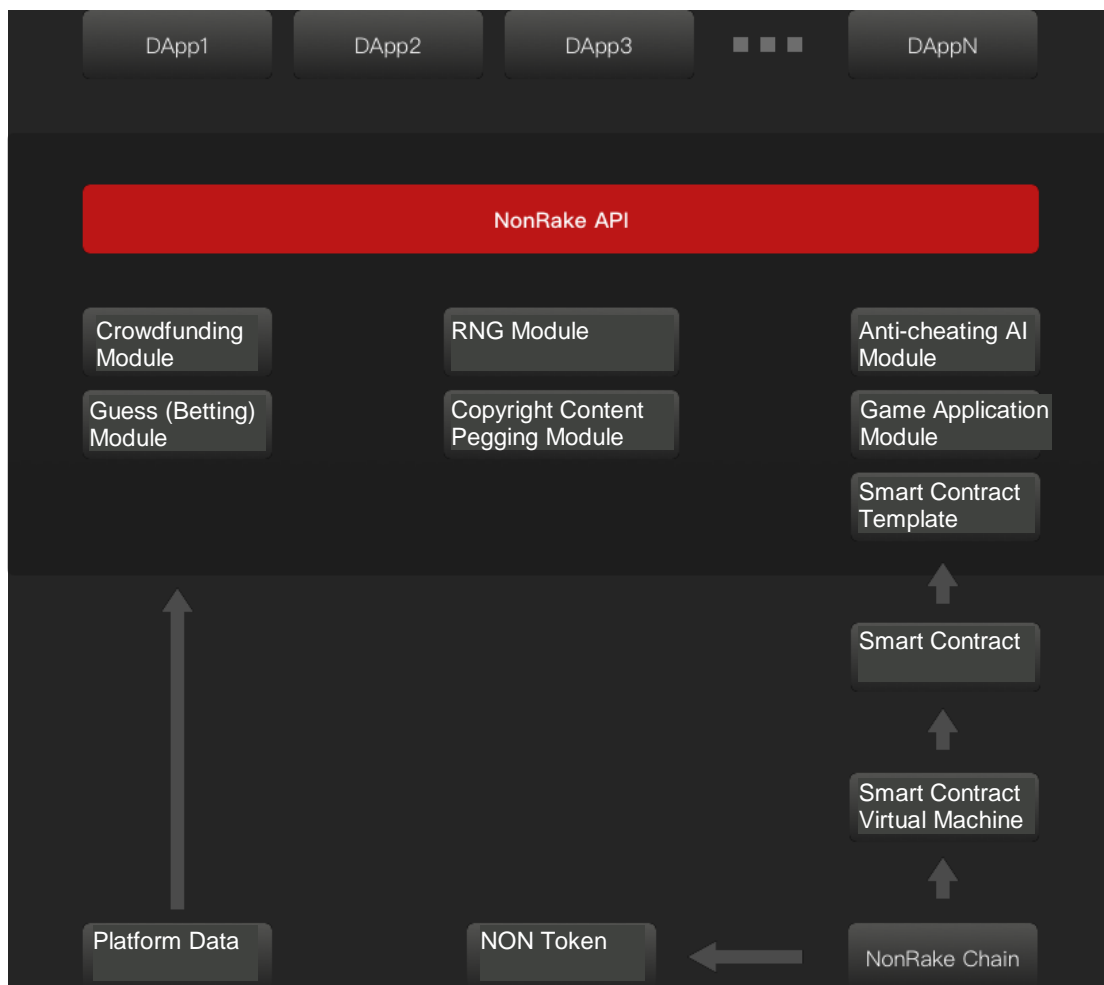 DApp1
DApp2
DApp3
DAppN
NonRake API
Crowdfunding
Module
RNG Module
Anti-cheating AI
Module
Guess (Betting)
Module
Copyright Content
Pegging Module
Game Application
Module
Smart Contract
Template
Smart Contract
Smart Contract
Virtual Machine
Platform Data
NON Token
NonRake Chain